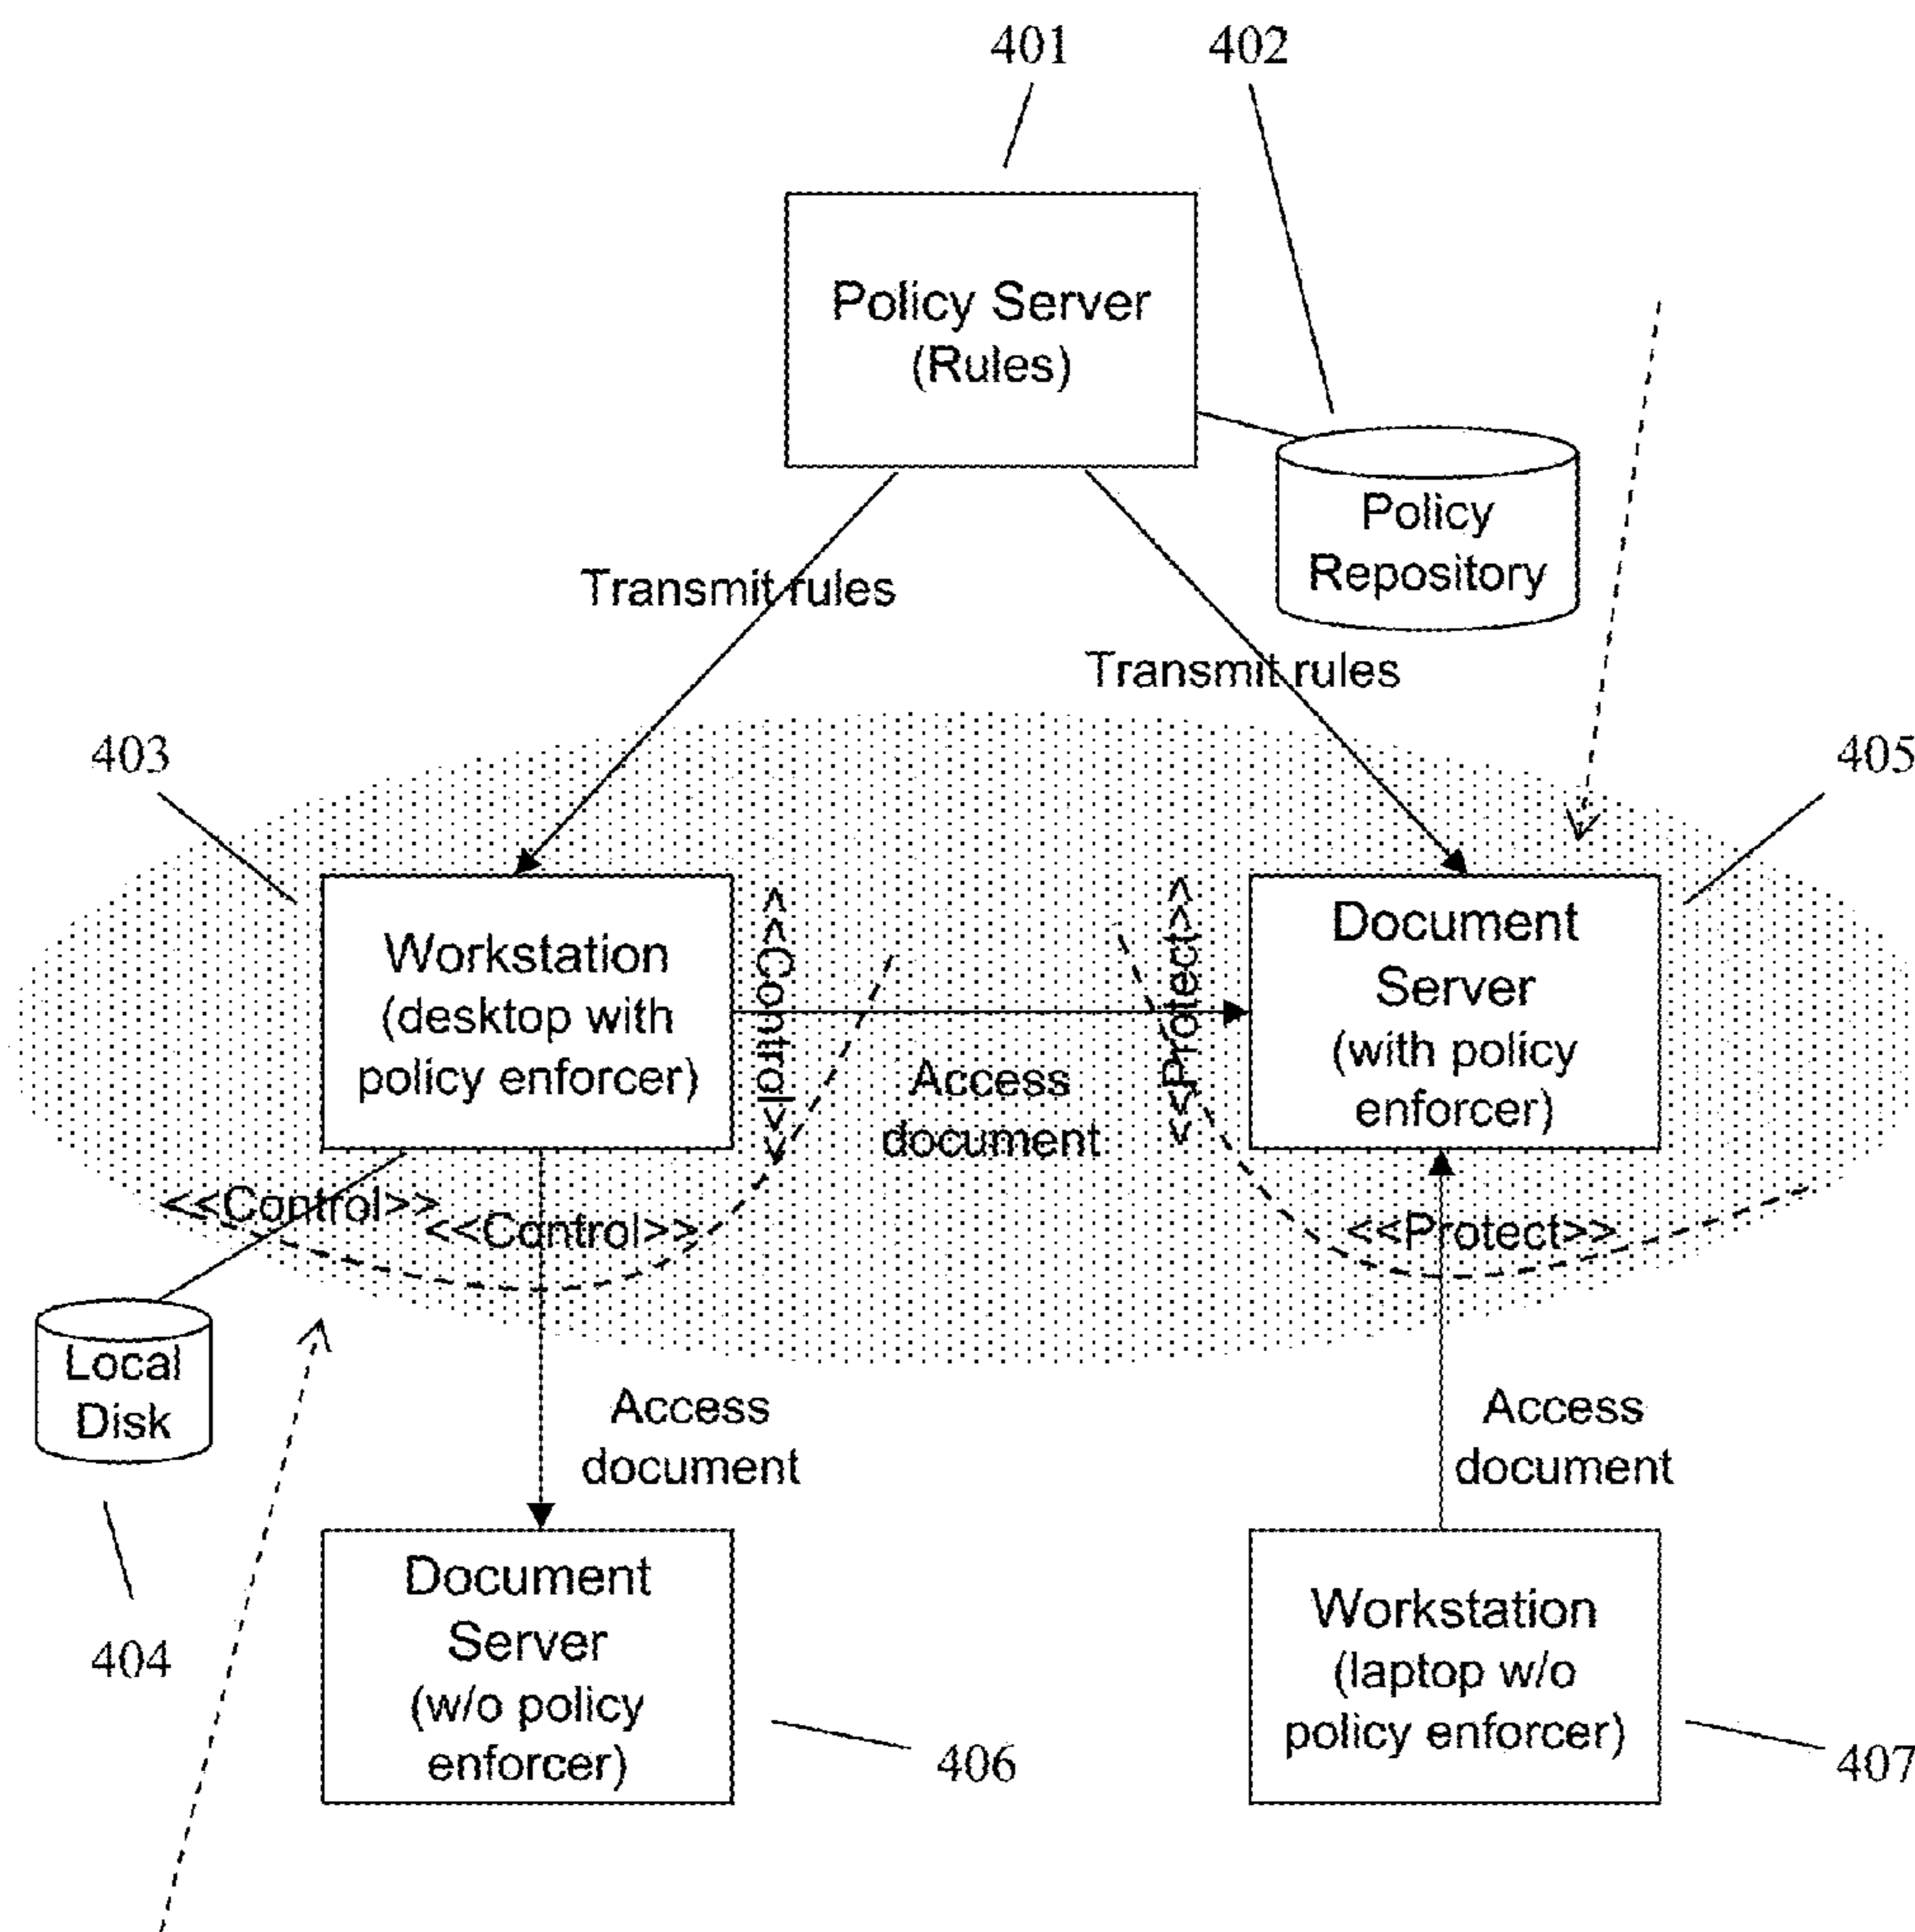 401
402
Policy Server
(Rules)
Policy
Repository
Transmit rules
Transmit rules
403
405
Workstation
(desktop with
policy enforcer)
<<Control>>
<<Protect>>
Document
Server
(with policy
enforcer)
Access
document
<<Control>>
<<Control>>
<<Protect>>
Local
Disk
Access
document
Access
document
404
Document
Server
(w/o policy
enforcer)
406
Workstation
(laptop w/o
policy enforcer)
407